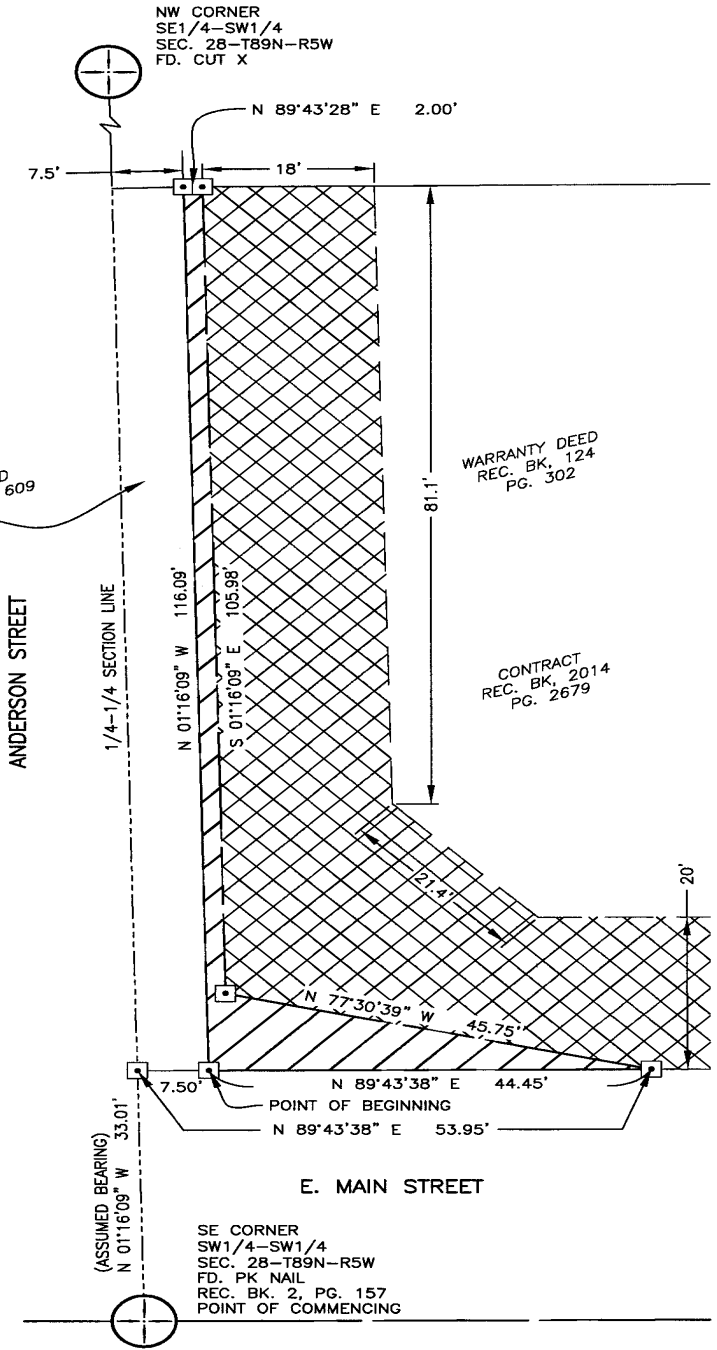 NW CORNER
SE1/4-SW1/4
SEC. 28-T89N-R5W
FD. CUT X
N 89°43'28" E 2.00'
7.5'
18'
WARRANTY DEED
REC. BK, 124
PG. 302
81.1'
609
N 01°16'09" W 116.09'
S 01°16'09" E 105.98'
1/4-1/4 SECTION LINE
ANDERSON STREET
CONTRACT
REC. BK, 2014
PG. 2679
21.4'
20'
N 77°30'39" W 45.75'
7.50'
N 89°43'38" E 44.45'
POINT OF BEGINNING
N 89°43'38" E 53.95'
(ASSUMED BEARING)
N 01°16'09" W 33.01'
E. MAIN STREET
SE CORNER
SW1/4-SW1/4
SEC. 28-T89N-R5W
FD. PK NAIL
REC. BK. 2, PG. 157
POINT OF COMMENCING